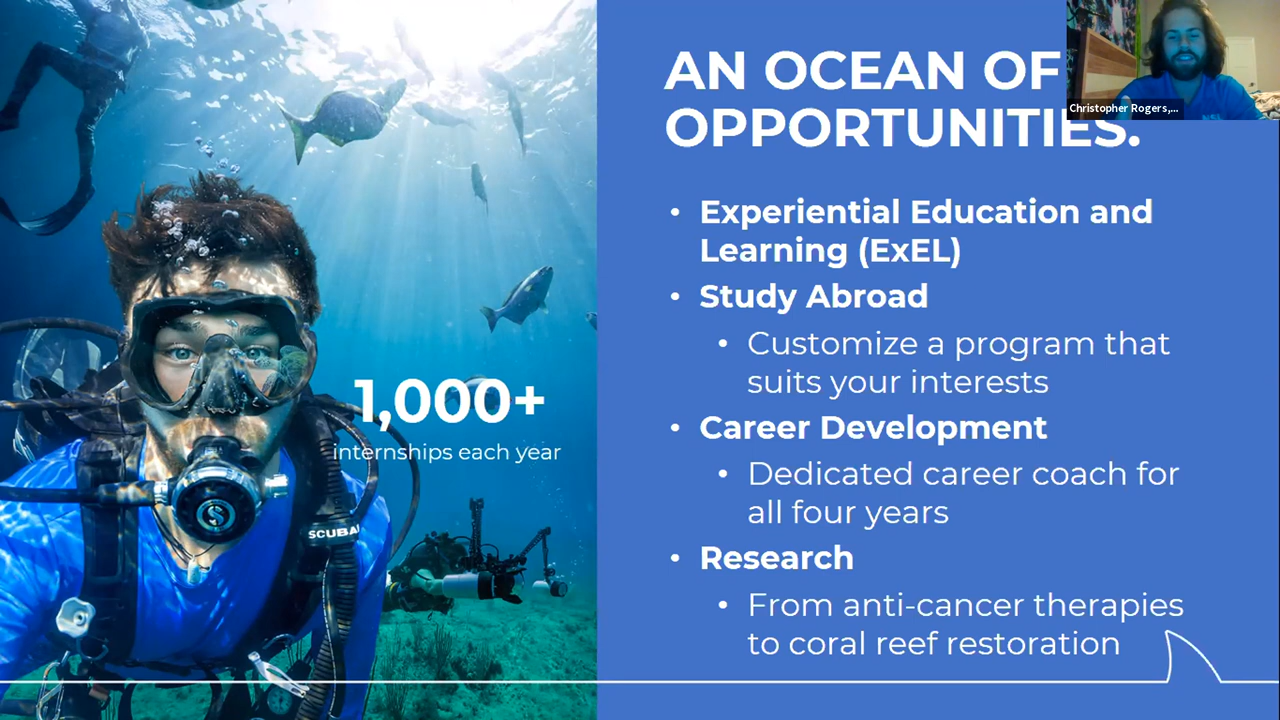 AN OCEAN OF
OPPORTUNITIES.
Christopher Rogers,...
• Experiential Education and
Learning (ExEL)
• Study Abroad
• Customize a program that
suits your interests
• Career Development
• Dedicated career coach for
all four years
• Research
• From anti-cancer therapies
to coral reef restoration
1,000+
internships each year
SCUBA
S